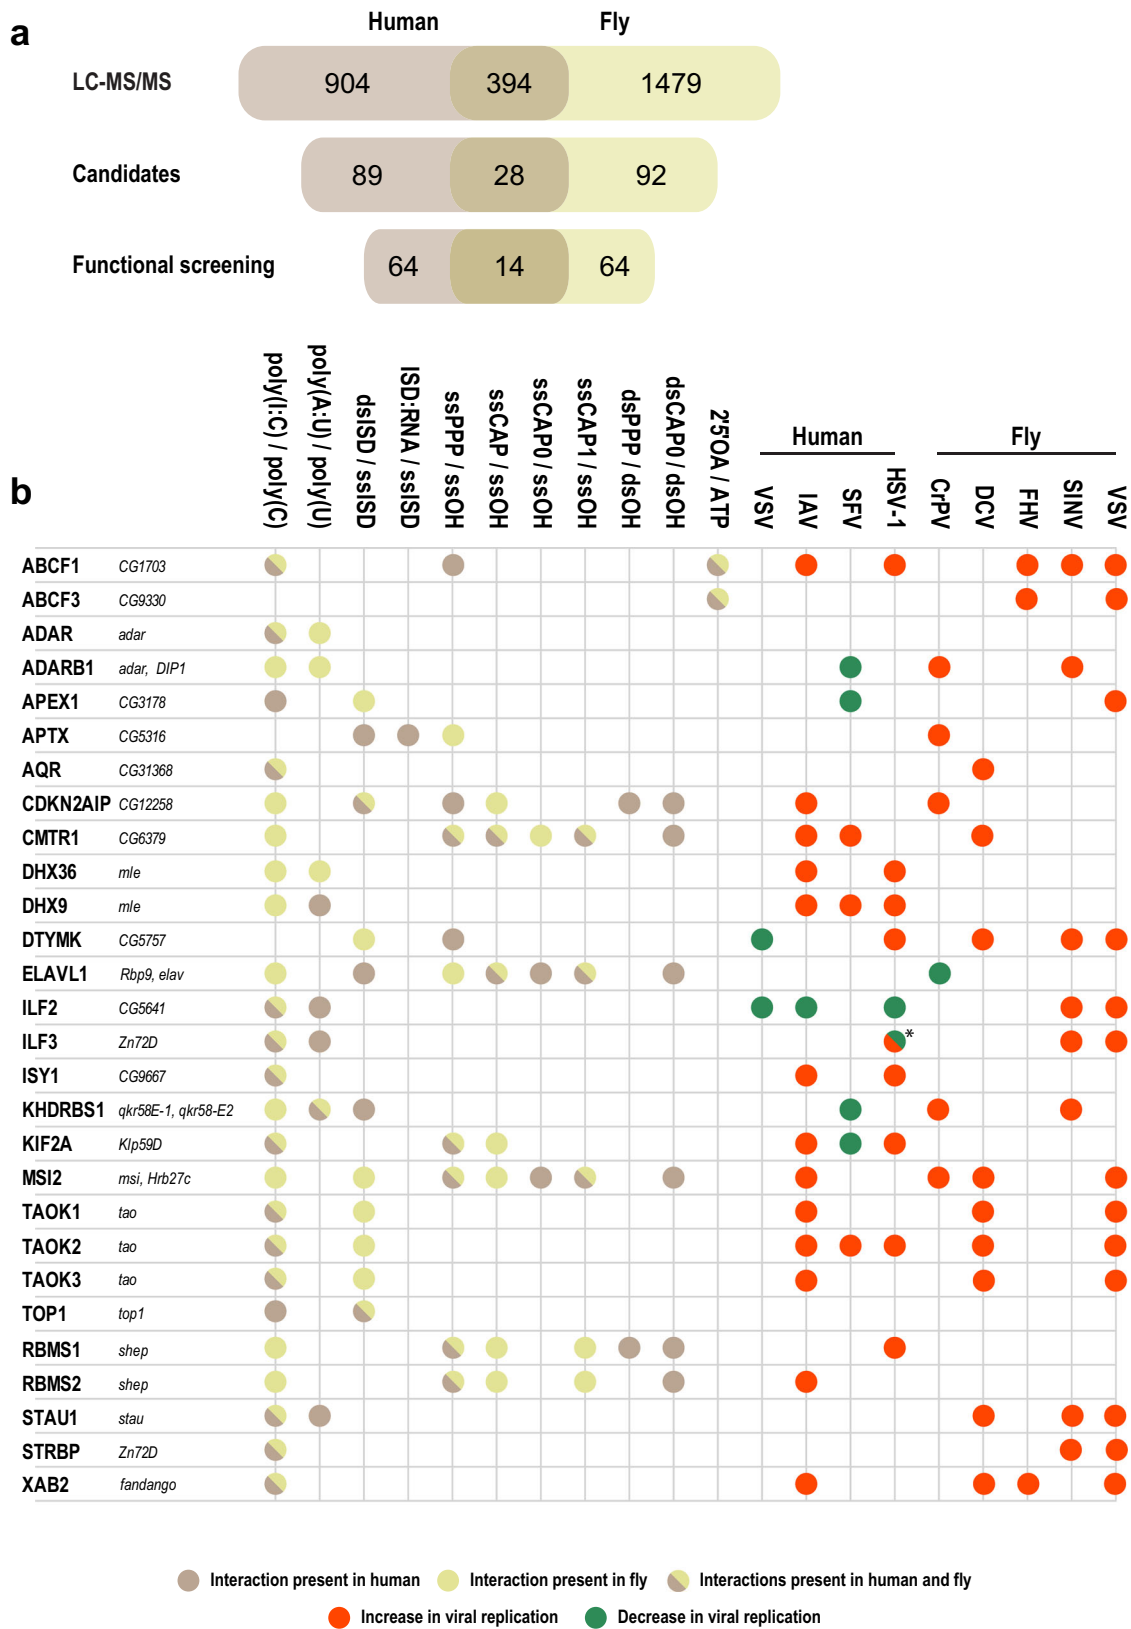 a
Human Fly
LC-MS/MS 904 394 1479
Candidates 89 28 92
Functional screening 64 14 64
b
poly(I:C) / poly(C)
poly(A:U) / poly(U)
dsISD / ssISD
ISD:RNA / ssISD
ssPPP / ssOH
ssCAP / ssOH
ssCAP0 / ssOH
ssCAP1 / ssOH
dsPPP / dsOH
dsCAP0 / dsOH
2'5'OA / ATP
Human
VSV
IAV
SFV
HSV-1
Fly
CrPV
DCV
FHV
SINV
VSV
ABCF1 CG1703
ABCF3 CG9330
ADAR adar
ADARB1 adar, DIP1
APEX1 CG3178
APTX CG5316
AQR CG31368
CDKN2AIP CG12258
CMTR1 CG6379
DHX36 mle
DHX9 mle
DTYMK CG5757
ELAVL1 Rbp9, elav
ILF2 CG5641
ILF3 Zn72D *
ISY1 CG9667
KHDRBS1 qkr58E-1, qkr58-E2
KIF2A Klp59D
MSI2 msi, Hrb27c
TAOK1 tao
TAOK2 tao
TAOK3 tao
TOP1 top1
RBMS1 shep
RBMS2 shep
STAU1 stau
STRBP Zn72D
XAB2 fandango
Interaction present in human Interaction present in fly Interactions present in human and fly
Increase in viral replication Decrease in viral replication